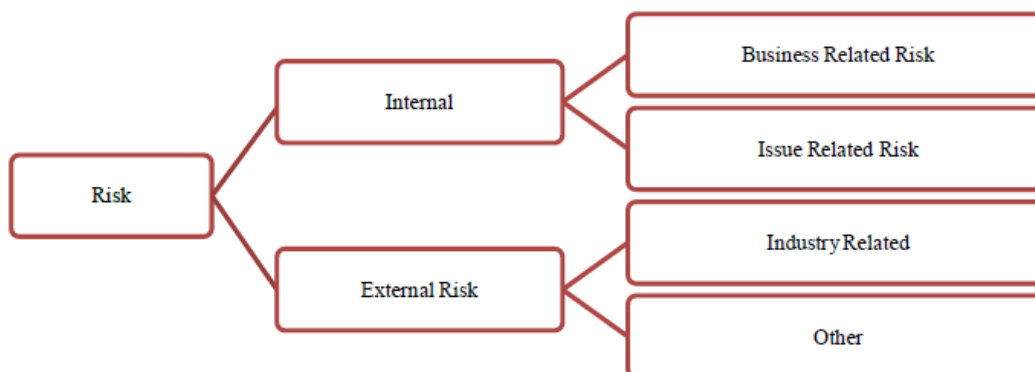 Business Related Risk
Internal
Issue Related Risk
Risk
Industry Related
External Risk
Other